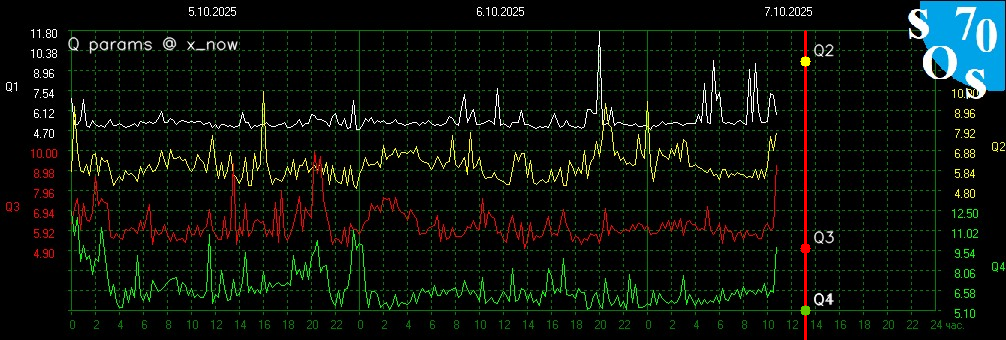 5.10.2025 6.10.2025 7.10.2025
S 70
O S
Q params @ x_now
Q1
11.80
10.38
8.96
7.54
6.12
4.70
Q3
10.00
8.98
7.96
6.94
5.92
4.90
Q2
Q3
Q4
8.96
7.92
6.88
5.84
4.80
Q2
12.50
11.02
9.54
8.06
6.58
5.10
Q4
0 2 4 6 8 10 12 14 16 18 20 22 0 2 4 6 8 10 12 14 16 18 20 22 0 2 4 6 8 10 12 14 16 18 20 22 24 час.